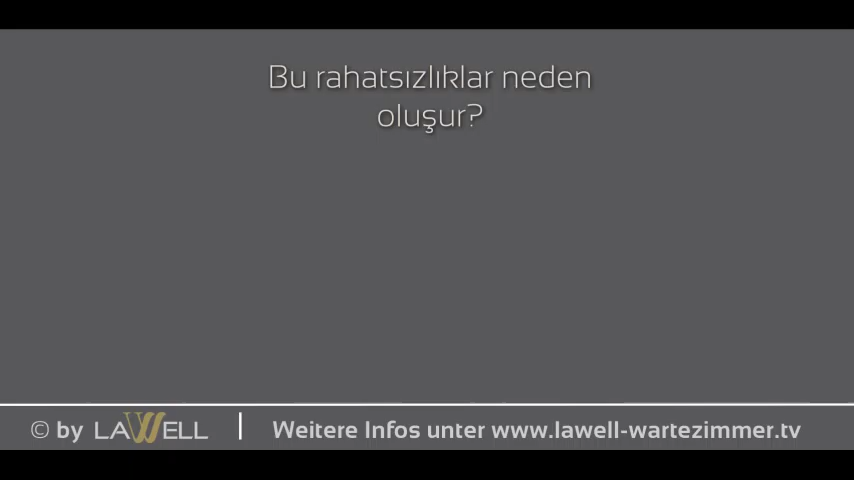 Bu rahatsızlıklar neden
oluşur?
© by LAWELL | Weitere Infos unter www.lawell-wartezimmer.tv